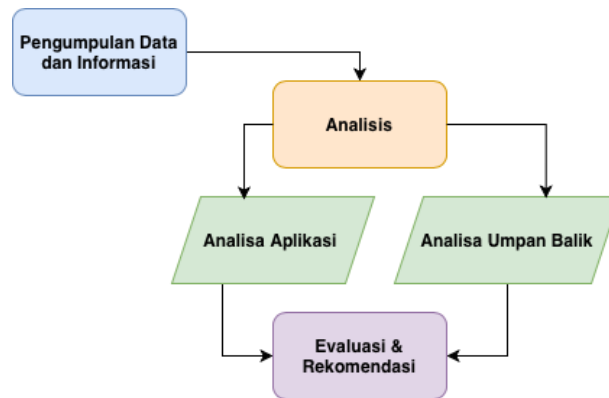 Pengumpulan Data
dan Informasi
Analisis
Analisa Aplikasi
Analisa Umpan Balik
Evaluasi &
Rekomendasi